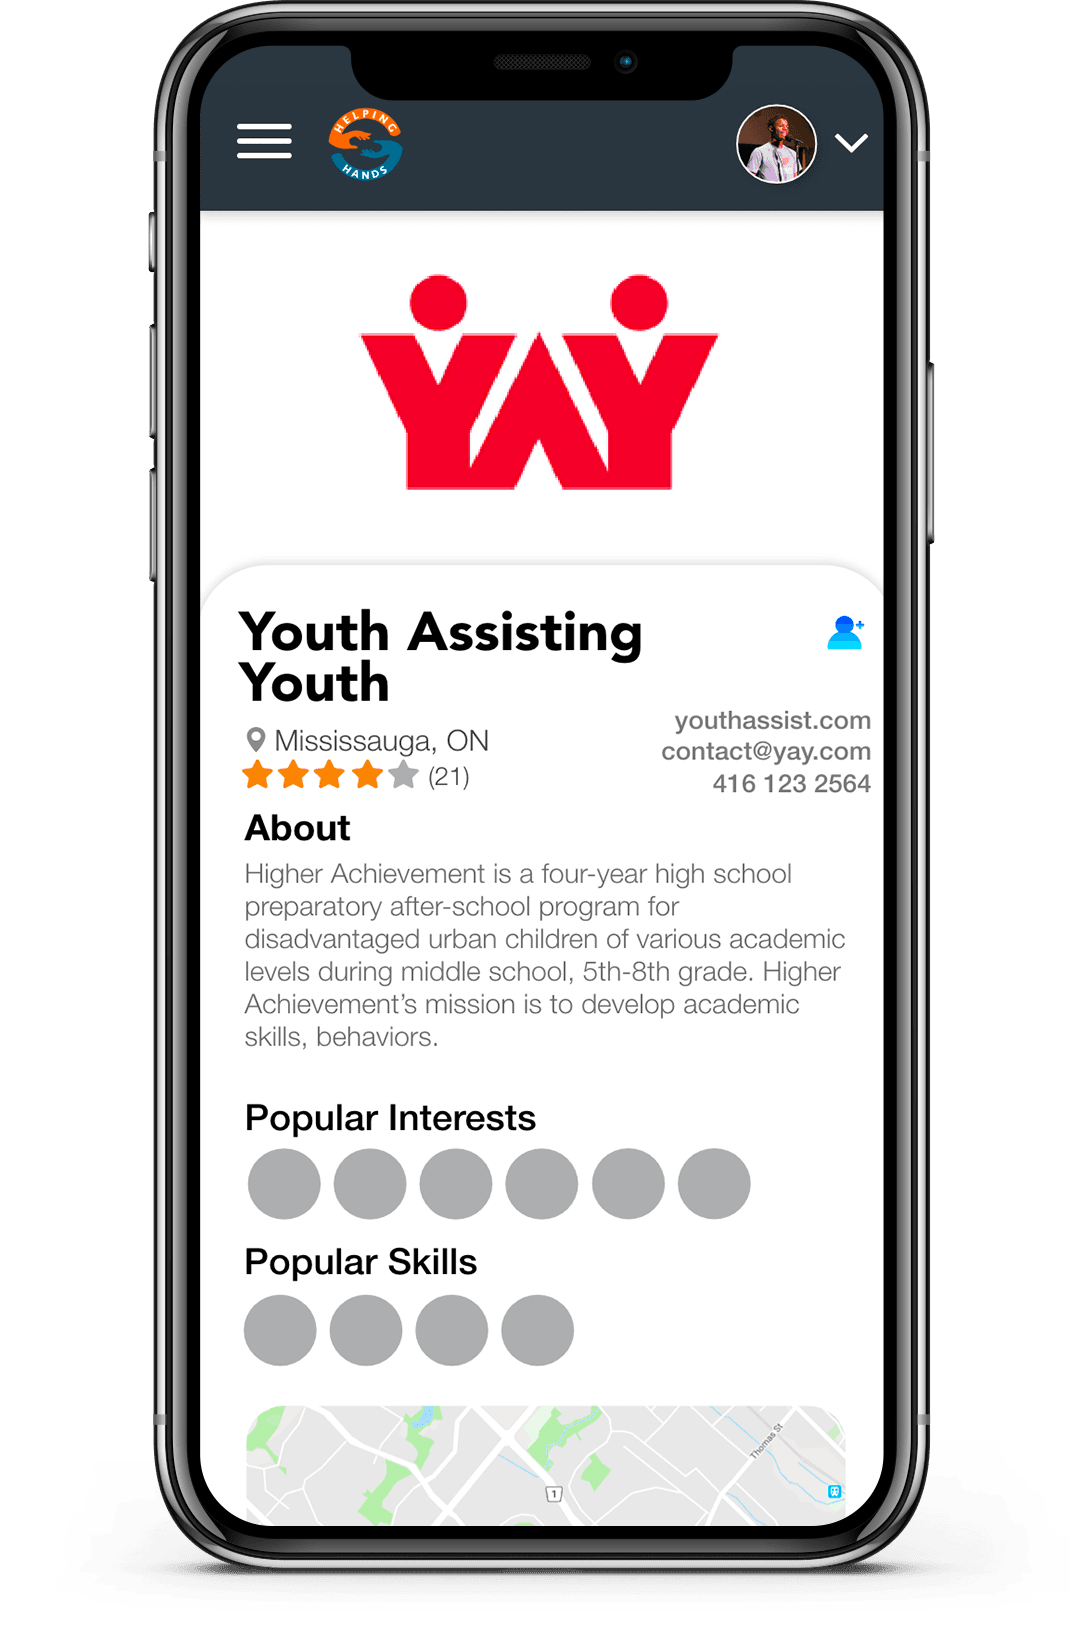 HELPING
HANDS
YAY
Youth Assisting
Youth
youthassist.com
Mississauga, ON
contact@yay.com
(21)
416 123 2564
About
Higher Achievement is a four-year high school
preparatory after-school program for
disadvantaged urban children of various academic
levels during middle school, 5th-8th grade. Higher
Achievement’s mission is to develop academic
skills, behaviors.
Popular Interests
Popular Skills
Thomas St
1